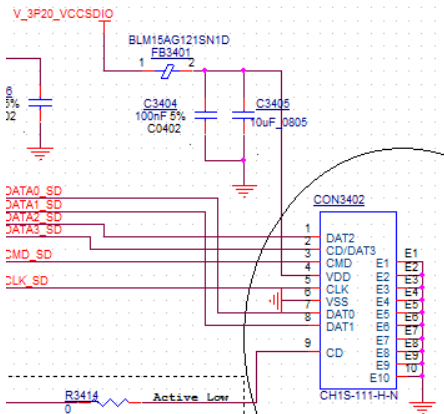 V_3P20_VCCSDIO
BLM15AG121SN1D
1 2
FB3401
6
5%
02
C3404
100nF 5%
C0402
C3405
10uF_0805
DATA0_SD
DATA1_SD
DATA2_SD
DATA3_SD
CMD_SD
CLK_SD
CON3402
1 DAT2
2 CD/DAT3
3 CMD E1 E1
4 VDD E2 E2
5 CLK E3 E3
6 VSS E4 E4
7 DAT0 E5 E5
8 DAT1 E6 E6
E7 E7
9 CD E8 E8
E9 E9
E10 10
CH1S-111-H-N
R3414
0
Active Low